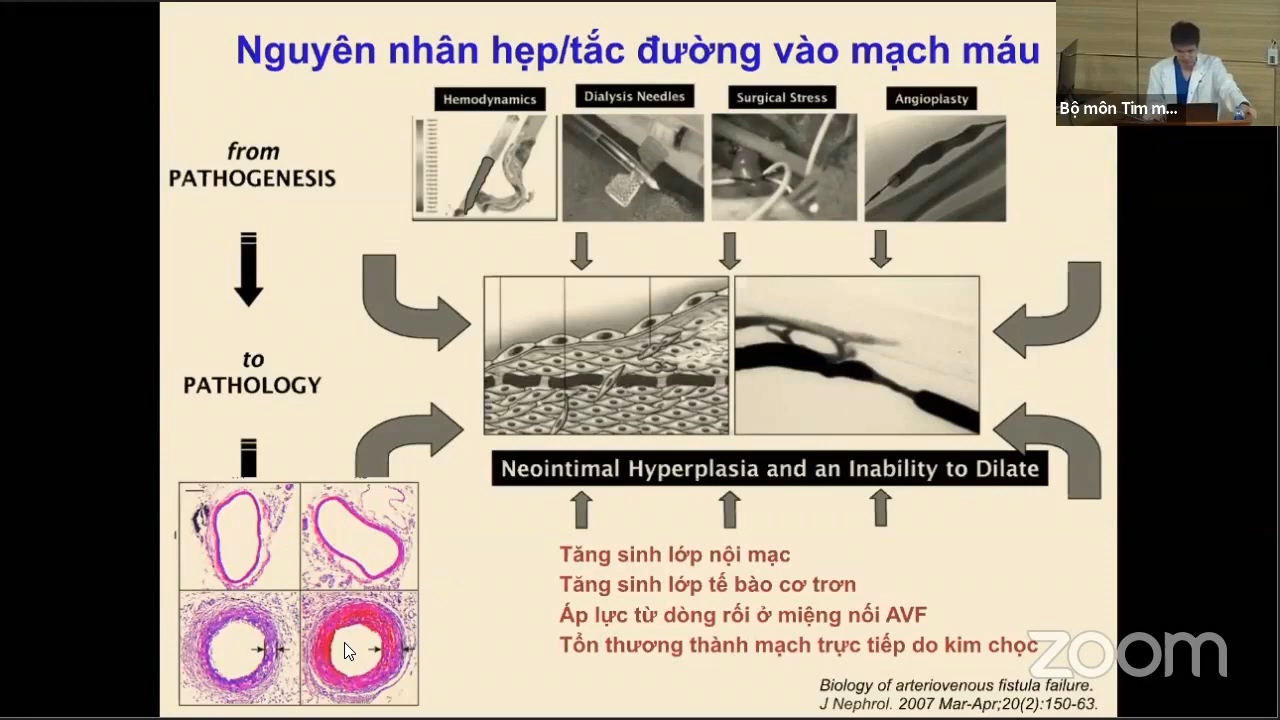 Nguyên nhân hẹp/tắc đường vào mạch máu
Bộ môn Tim m...
Hemodynamics
Dialysis Needles
Surgical Stress
Angioplasty
from
PATHOGENESIS
to
PATHOLOGY
Neointimal Hyperplasia and an Inability to Dilate
Tăng sinh lớp nội mạc
Tăng sinh lớp tế bào cơ trơn
Áp lực từ dòng rối ở miệng nối AVF
Tổn thương thành mạch trực tiếp do kim chọc
zoom
Biology of arteriovenous fistula failure.
J Nephrol. 2007 Mar-Apr;20(2):150-63.